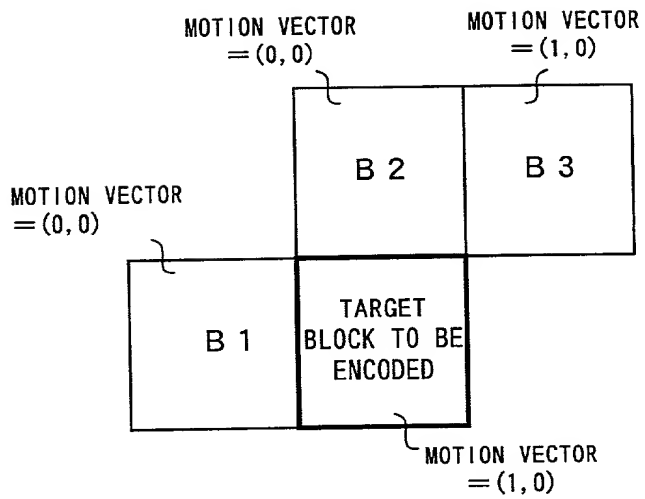 MOTION VECTOR
=(0,0)
MOTION VECTOR
=(1,0)
B 2
B 3
MOTION VECTOR
=(0,0)
B 1
TARGET
BLOCK TO BE
ENCODED
MOTION VECTOR
=(1,0)